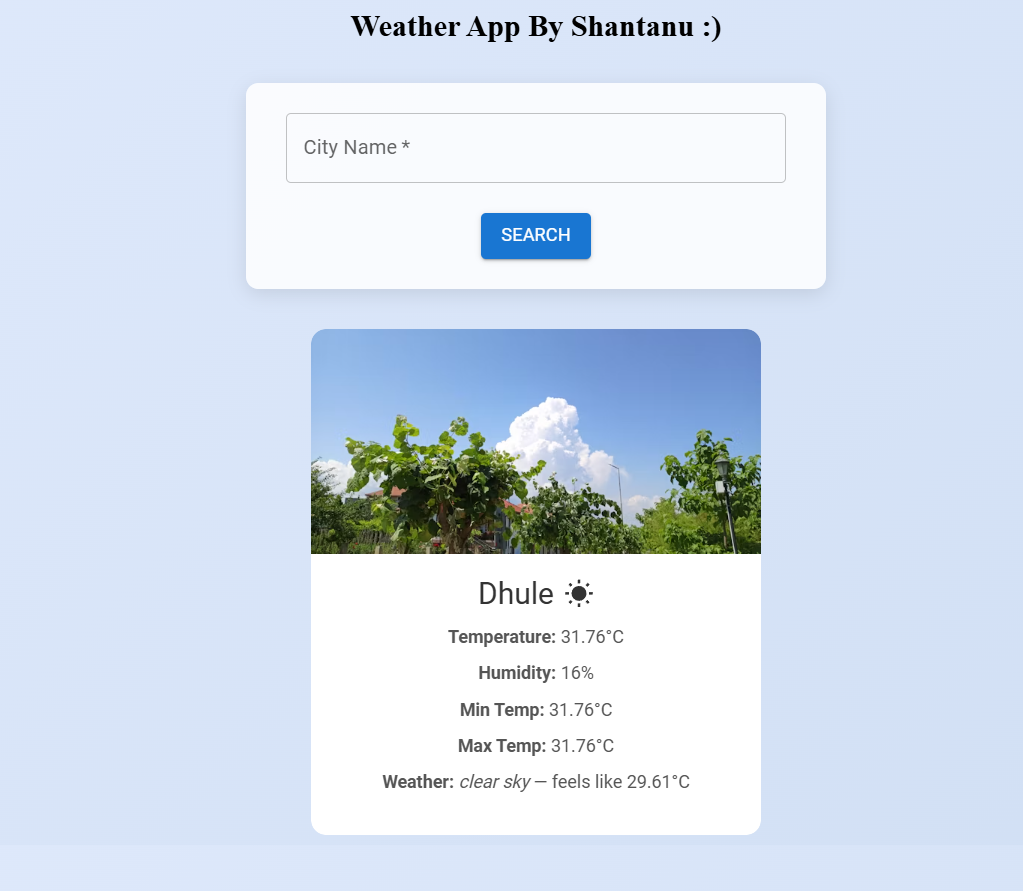 Weather App By Shantanu :)
City Name *
SEARCH
Dhule
Temperature: 31.76°C
Humidity: 16%
Min Temp: 31.76°C
Max Temp: 31.76°C
Weather: clear sky — feels like 29.61°C